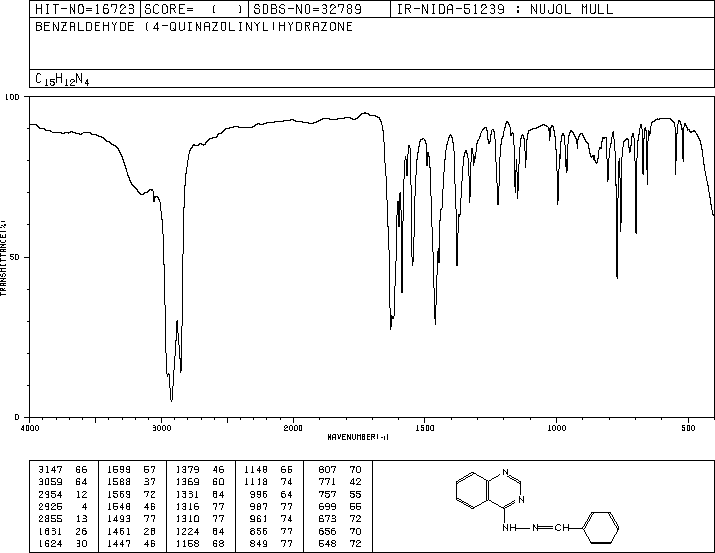 HIT-NO=16723 SCORE= ( ) SDBS-NO=32789 IR-NIDA-51239 : NUJOL MULL
BENZALDEHYDE (4-QUINAZOLINYL)HYDRAZONE
C15H12N4
100
50
0
TRANSMITTANCE(%)
4000 3000 2000 1500 1000 500
WAVENUMBER(-1)
3147 66 1599 57 1379 46 1148 66 807 70
3059 64 1588 37 1369 60 1118 74 771 42
2954 12 1569 72 1331 64 996 64 757 55
2925 4 1548 46 1316 77 987 77 699 55
2855 13 1493 77 1310 77 961 74 673 72
1631 26 1461 28 1224 64 856 77 656 70
1624 30 1447 46 1158 68 849 77 548 72
N
N
NH N CH